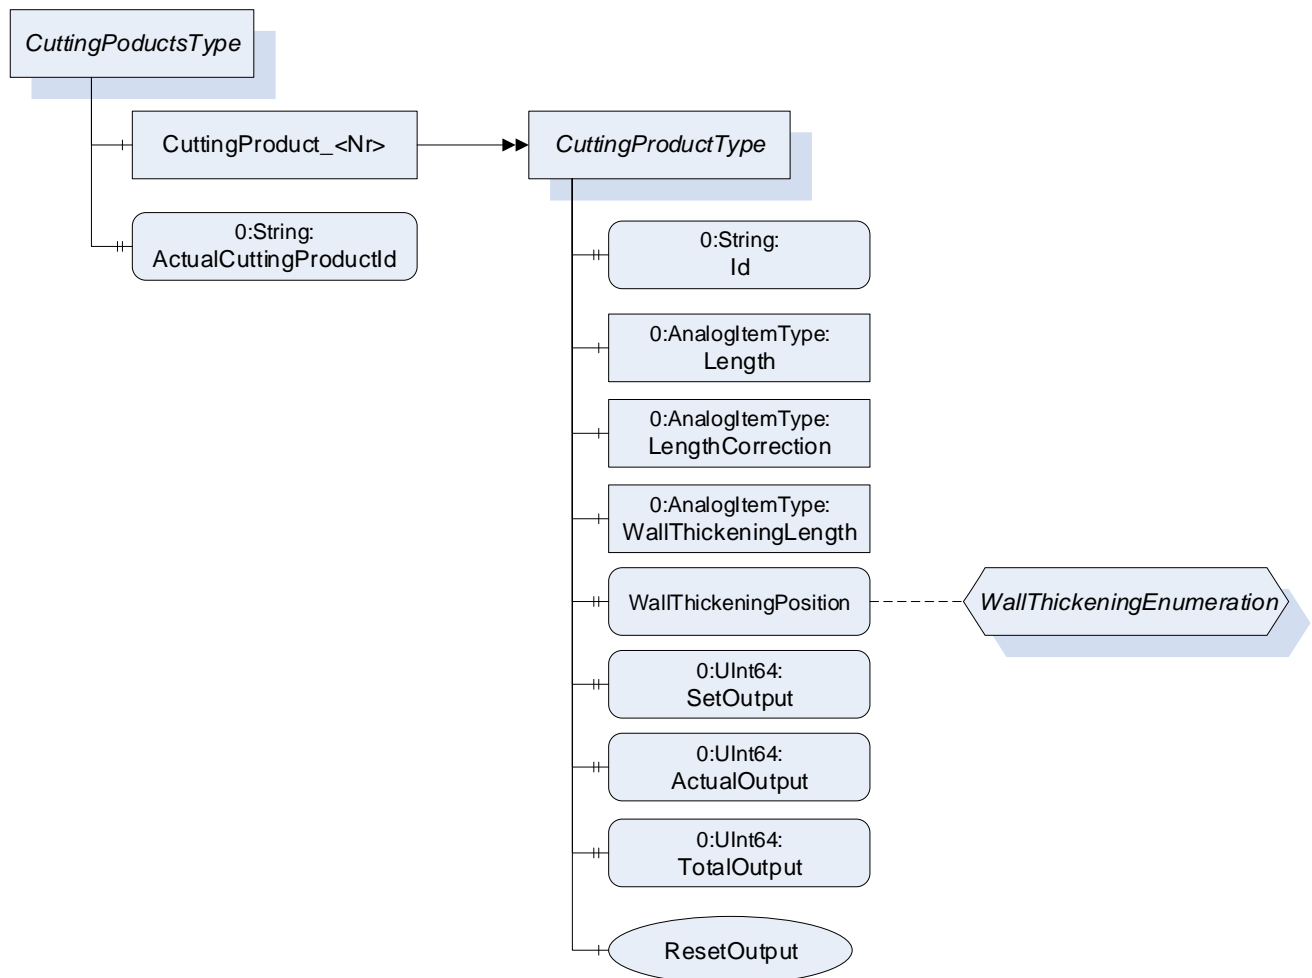 CuttingPoductsType
CuttingProduct_<Nr>
CuttingProductType
0:String:
ActualCuttingProductId
0:String:
Id
0:AnalogItemType:
Length
0:AnalogItemType:
LengthCorrection
0:AnalogItemType:
WallThickeningLength
WallThickeningPosition
WallThickeningEnumeration
0:UInt64:
SetOutput
0:UInt64:
ActualOutput
0:UInt64:
TotalOutput
ResetOutput